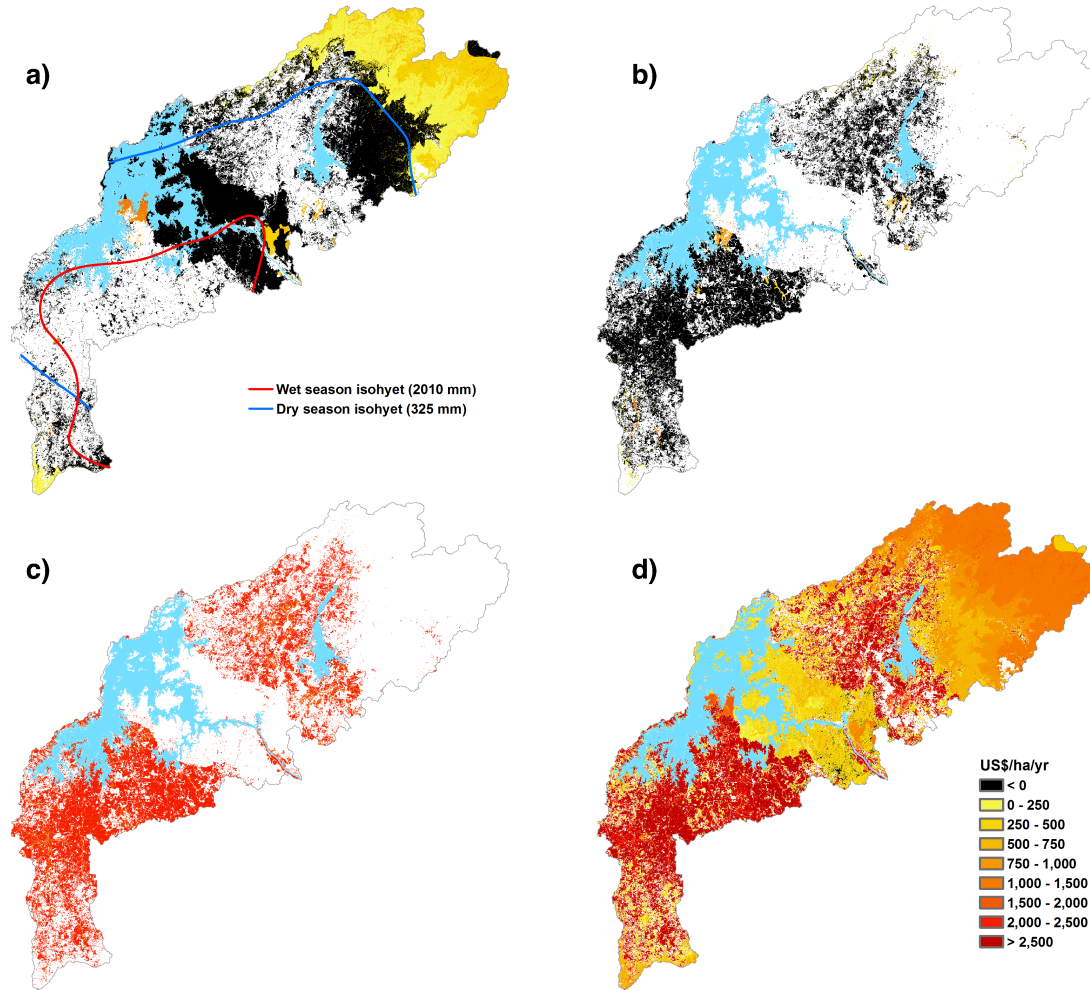 a)
b)
Wet season isohyet (2010 mm)
Dry season isohyet (325 mm)
c)
d)
US$/ha/yr
< 0
0 - 250
250 - 500
500 - 750
750 - 1,000
1,000 - 1,500
1,500 - 2,000
2,000 - 2,500
> 2,500